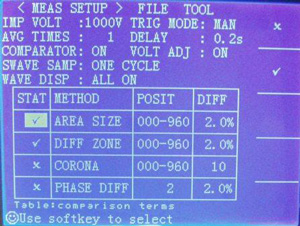 < MEAS SETUP > FILE TOOL
IMP VOLT :1000V TRIG MODE: MAN
AVG TIMES : 1 DELAY : 0.2s
COMPARATOR: ON VOLT ADJ : ON
SWAVE SAMP: ONE CYCLE
WAVE DISP : ALL ON
STAT METHOD POSIT DIFF
✓ AREA SIZE 000-960 2.0%
✓ DIFF ZONE 000-960 2.0%
× CORONA 000-960 10
× PHASE DIFF 2 2.0%
Table:comparison terms
Use softkey to select